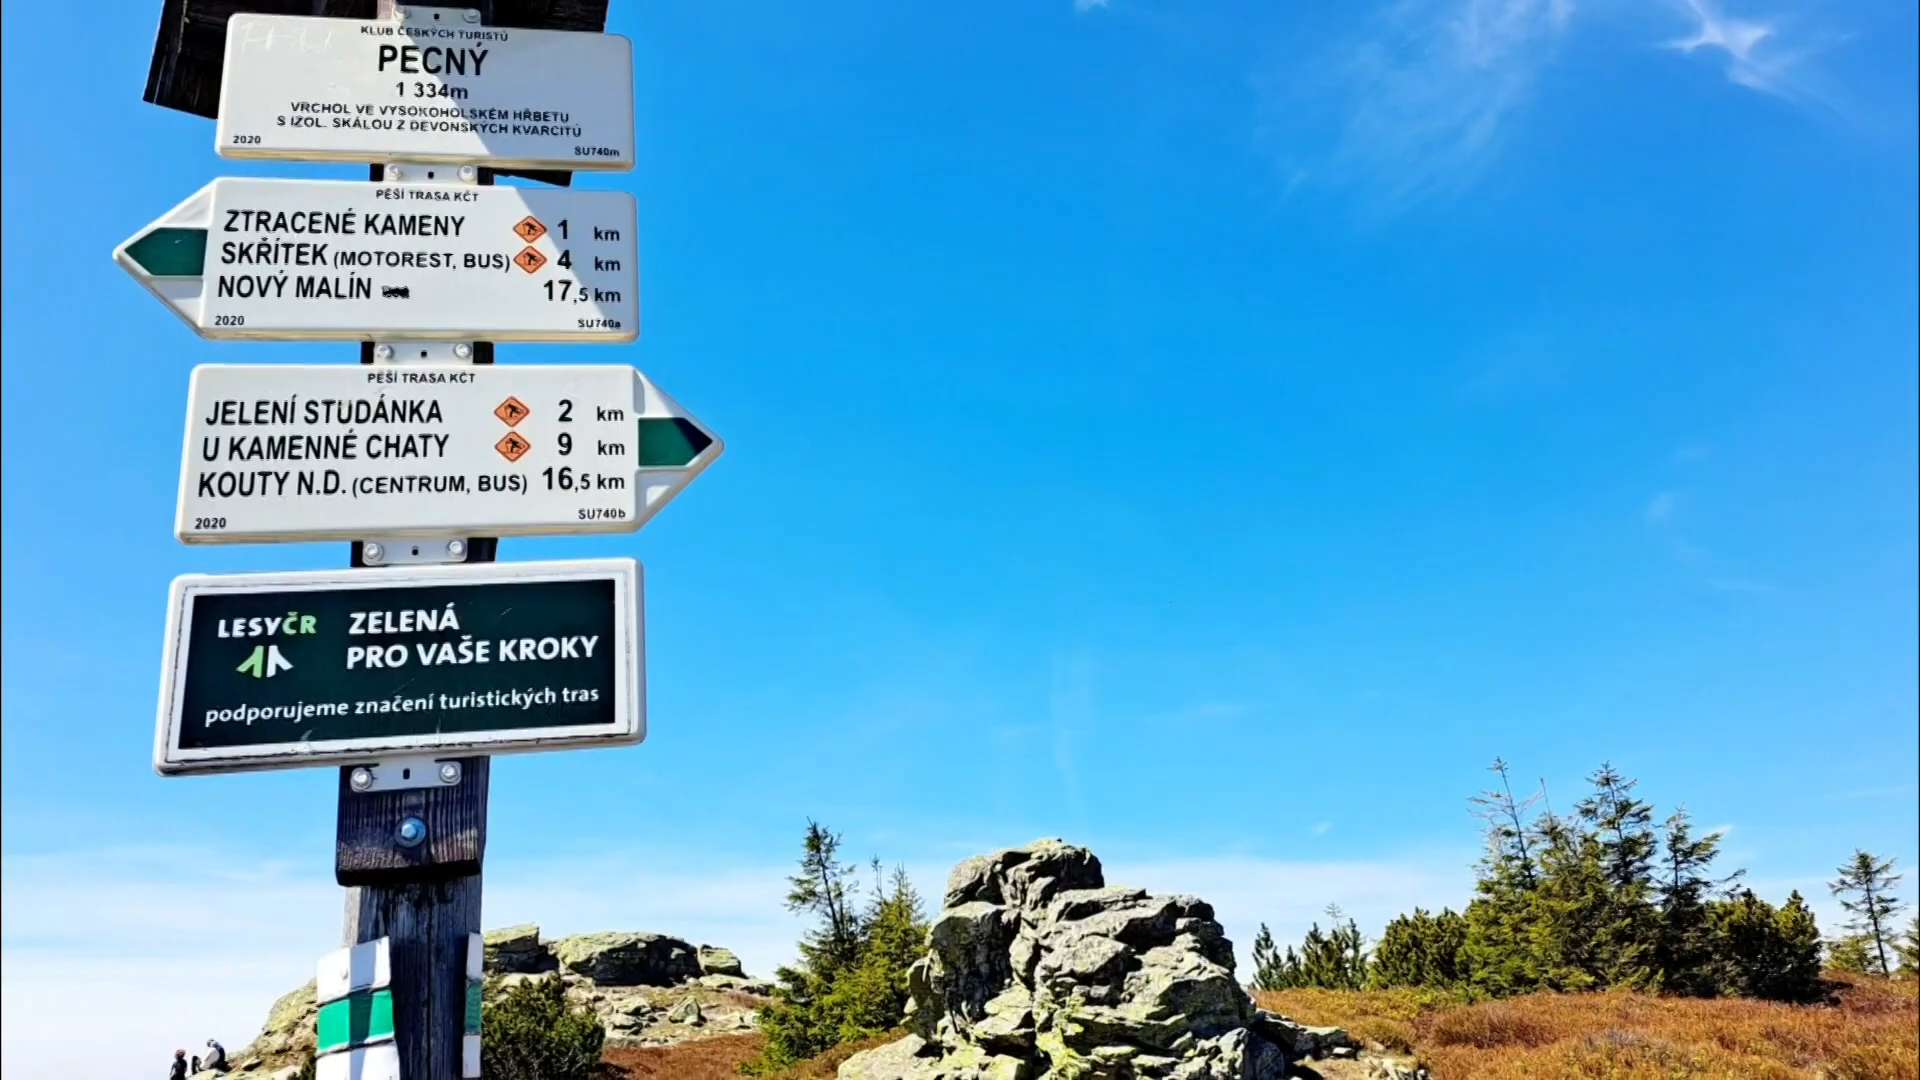 KLUB ČESKÝCH TURISTŮ
PECNÝ
1 334m
VRCHOL VE VYSOKOHOLSKÉM HŘBETU
S IZOL. SKÁLOU Z DEVONSKÝCH KVARCITŮ
2020 SU740m
PĚŠÍ TRASA KČT
ZTRACENÉ KAMENY 1 km
SKŘÍTEK (MOTOREST, BUS) 4 km
NOVÝ MALÍN 17,5 km
2020 SU740a
PĚŠÍ TRASA KČT
JELENÍ STUDÁNKA 2 km
U KAMENNÉ CHATY 9 km
KOUTY N.D. (CENTRUM, BUS) 16,5 km
2020 SU740b
LESYČR ZELENÁ
PRO VAŠE KROKY
podporujeme značení turistických tras